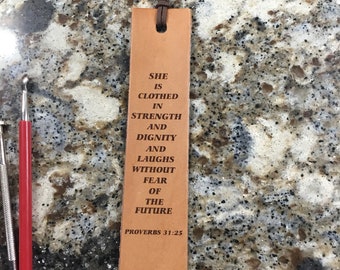 SHE
IS
CLOTHED
IN
STRENGTH
AND
DIGNITY
AND
LAUGHS
WITHOUT
FEAR
OF
THE
FUTURE
PROVERBS 31:25